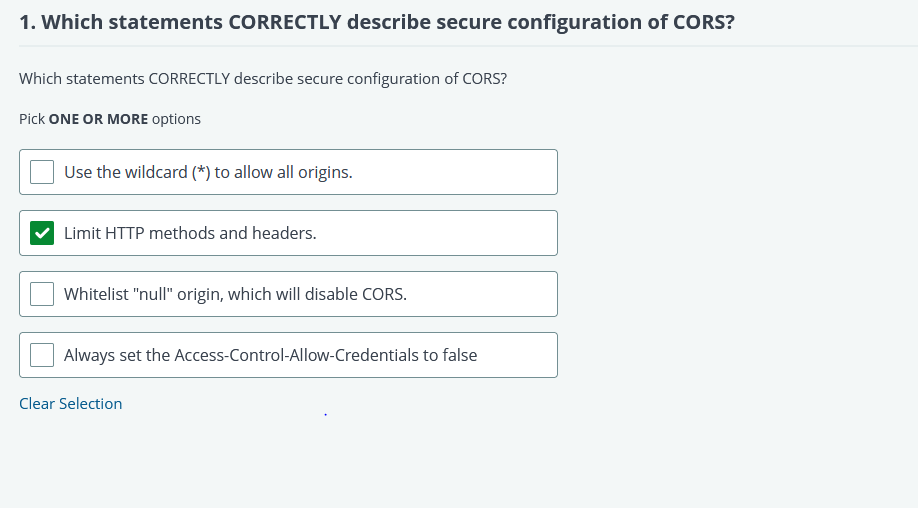 1. Which statements CORRECTLY describe secure configuration of CORS?
Which statements CORRECTLY describe secure configuration of CORS?
Pick ONE OR MORE options
Use the wildcard (*) to allow all origins.
Limit HTTP methods and headers.
Whitelist "null" origin, which will disable CORS.
Always set the Access-Control-Allow-Credentials to false
Clear Selection